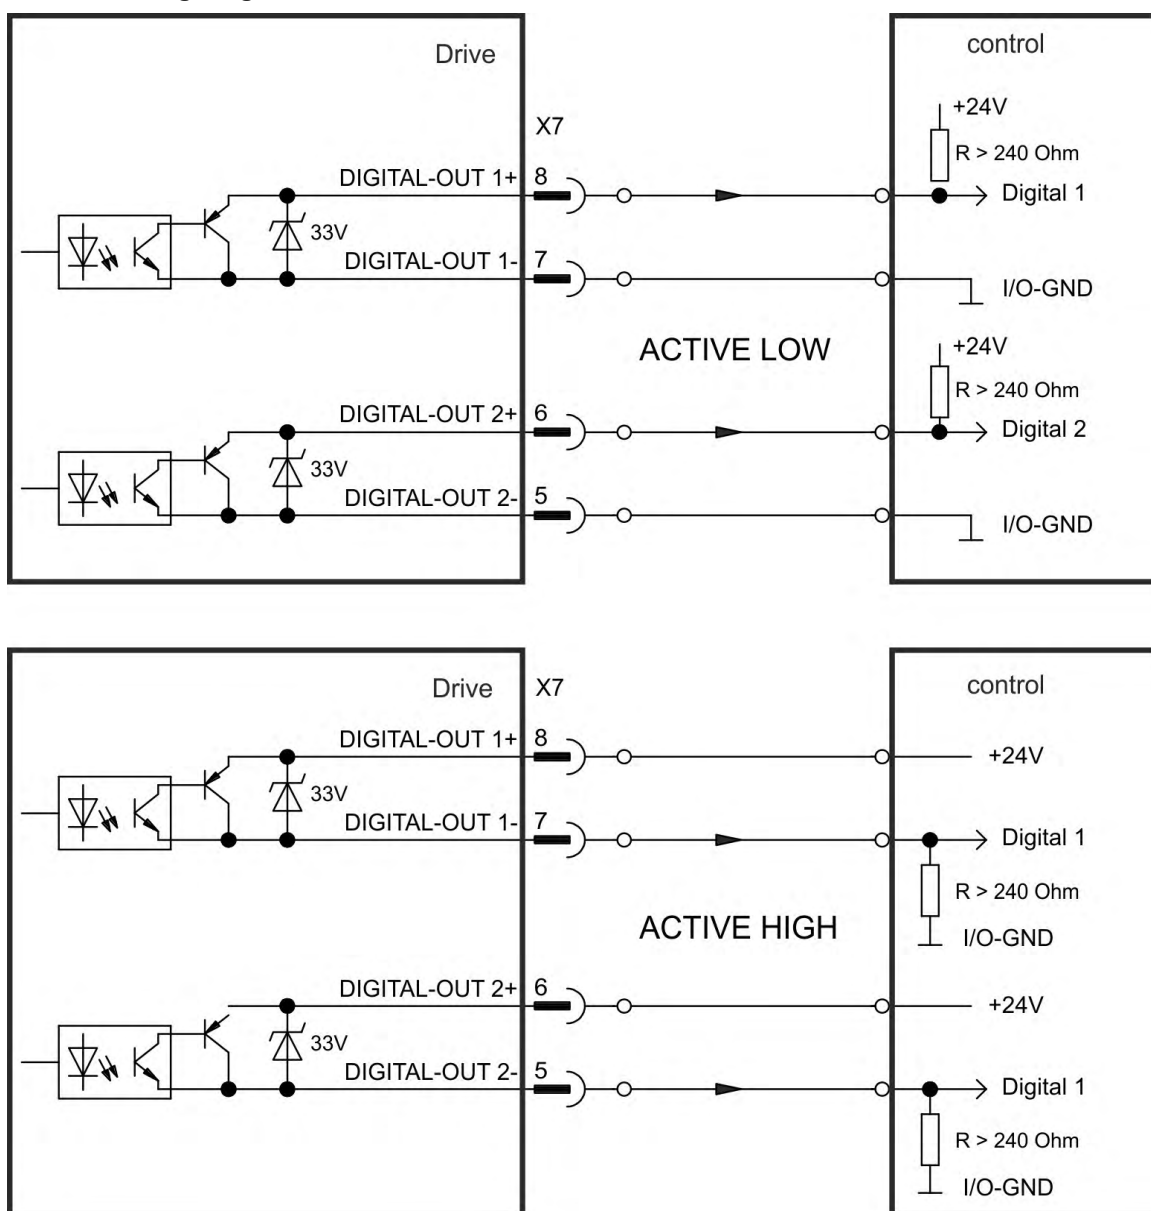 Drive
control
+24V
X7
R > 240 Ohm
DIGITAL-OUT 1+ 8
Digital 1
33V
DIGITAL-OUT 1- 7
I/O-GND
ACTIVE LOW
+24V
R > 240 Ohm
DIGITAL-OUT 2+ 6
Digital 2
33V
DIGITAL-OUT 2- 5
I/O-GND
Drive X7
control
DIGITAL-OUT 1+ 8
+24V
33V
DIGITAL-OUT 1- 7
Digital 1
R > 240 Ohm
ACTIVE HIGH
I/O-GND
DIGITAL-OUT 2+ 6
+24V
33V
DIGITAL-OUT 2- 5
Digital 1
R > 240 Ohm
I/O-GND